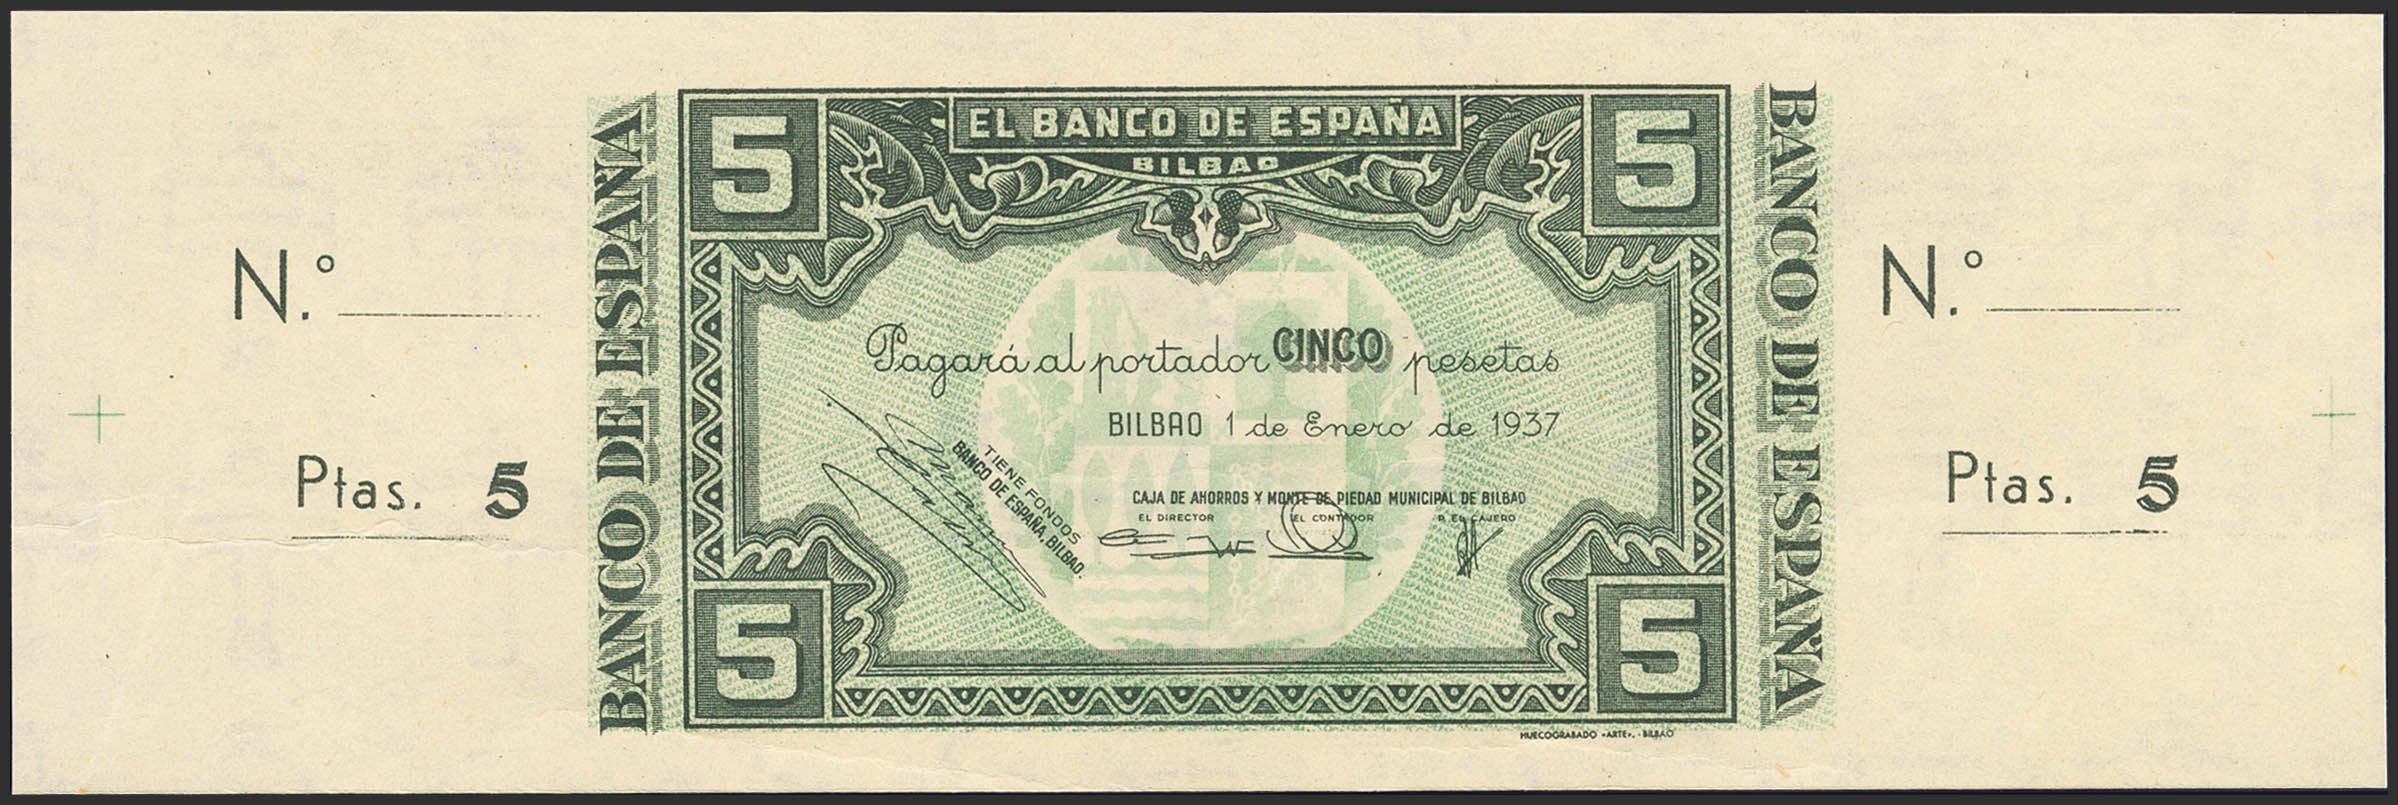 N.º
Ptas. 5
BANCO DE ESPAÑA
5
EL BANCO DE ESPAÑA
5
BILBAO
Pagará al portador CINCO pesetas
BILBAO 1 de Enero de 1937
TIENE FONDOS
BANCO DE ESPAÑA, BILBAO.
CAJA DE AHORROS Y MONTE DE PIEDAD MUNICIPAL DE BILBAO
EL DIRECTOR EL CONTADOR P. EL CAJERO
5
5
HUECOGRABADO «ARTE». - BILBAO
BANCO DE ESPAÑA
N.º
Ptas. 5